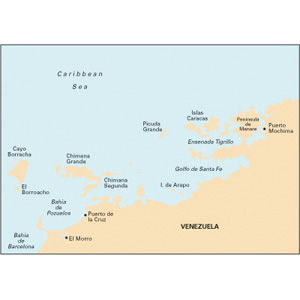 Caribbean
Sea
Islas
Caracas
Picuda
Grande
Peninsula
de
Manare
Puerto
Mochima
Ensenada Tigrillo
Cayo
Borracha
Chimana
Grande
Golfo de Santa Fe
El
Borroacho
Chimana
Segunda
I. de Arapo
Bahía
de
Pozuelos
Puerto de
la Cruz
VENEZUELA
Bahía
de
Barcelona
El Morro